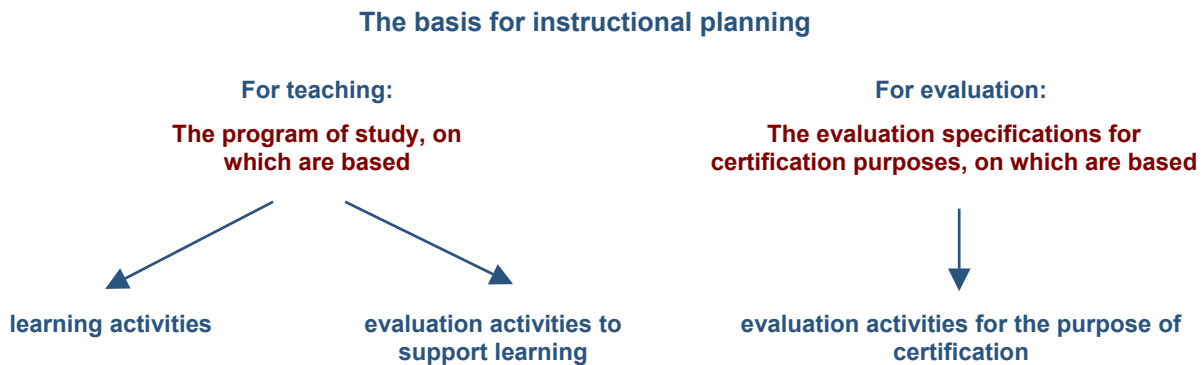 The basis for instructional planning
For teaching:
The program of study, on
which are based
For evaluation:
The evaluation specifications for
certification purposes, on which are based
learning activities
evaluation activities to
support learning
evaluation activities for the purpose of
certification